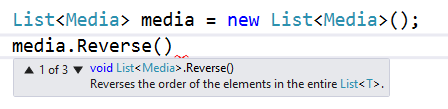 List<Media> media = new List<Media>();
media.Reverse()
▲ 1 of 3 ▼ void List<Media>.Reverse()
Reverses the order of the elements in the entire List<T>.